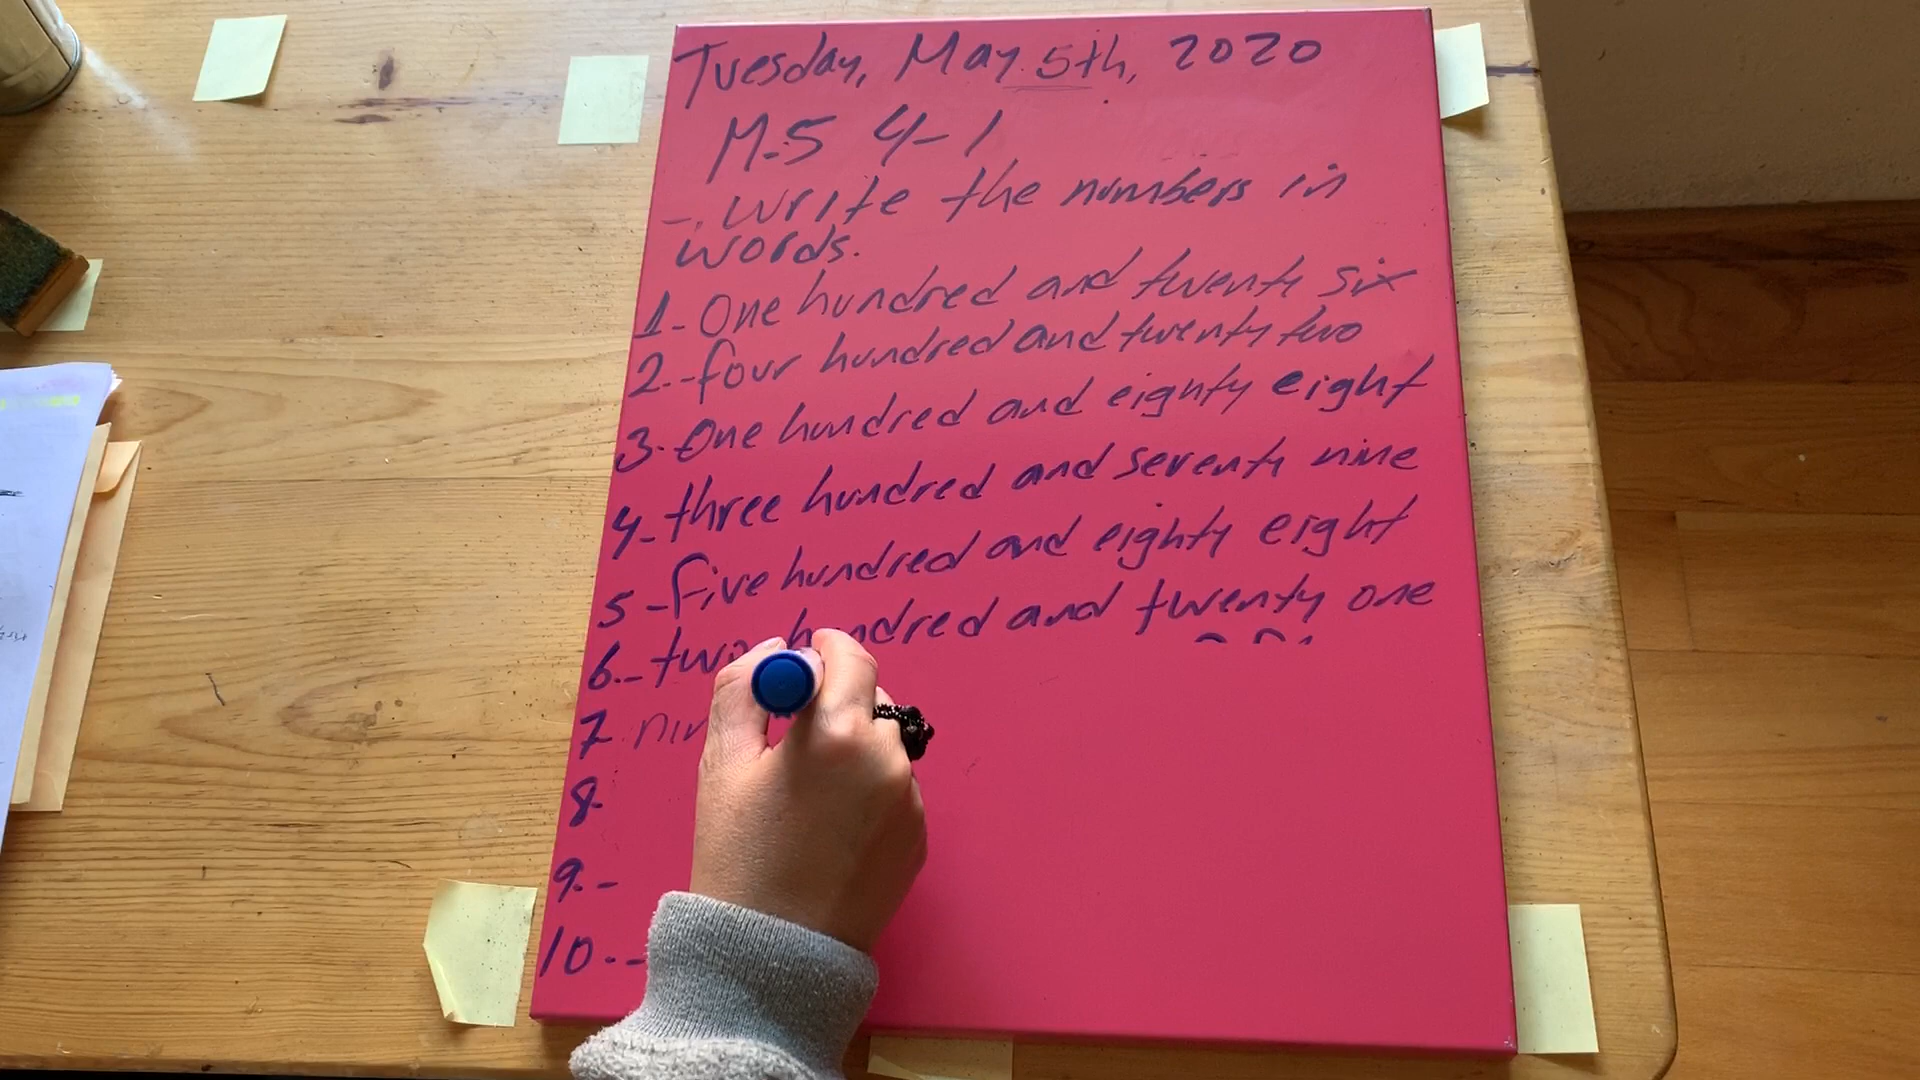 Tuesday, May 5th, 2020
M-5 4-1
-. write the numbers in
words.
1- One hundred and twenty six
2.- four hundred and twenty two
3. One hundred and eighty eight
4- three hundred and seventy nine
5- five hundred and eighty eight
6.- two hundred and twenty one
7
8.
9.-
10.-